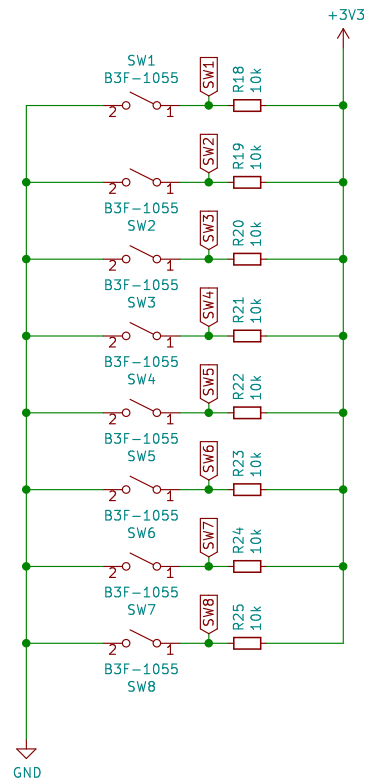 +3V3
SW1
B3F-1055
2
1
SW1
R18
10k
2
1
SW2
R19
10k
B3F-1055
SW2
2
1
SW3
R20
10k
B3F-1055
SW3
2
1
SW4
R21
10k
B3F-1055
SW4
2
1
SW5
R22
10k
B3F-1055
SW5
2
1
SW6
R23
10k
B3F-1055
SW6
2
1
SW7
R24
10k
B3F-1055
SW7
2
1
SW8
R25
10k
B3F-1055
SW8
GND